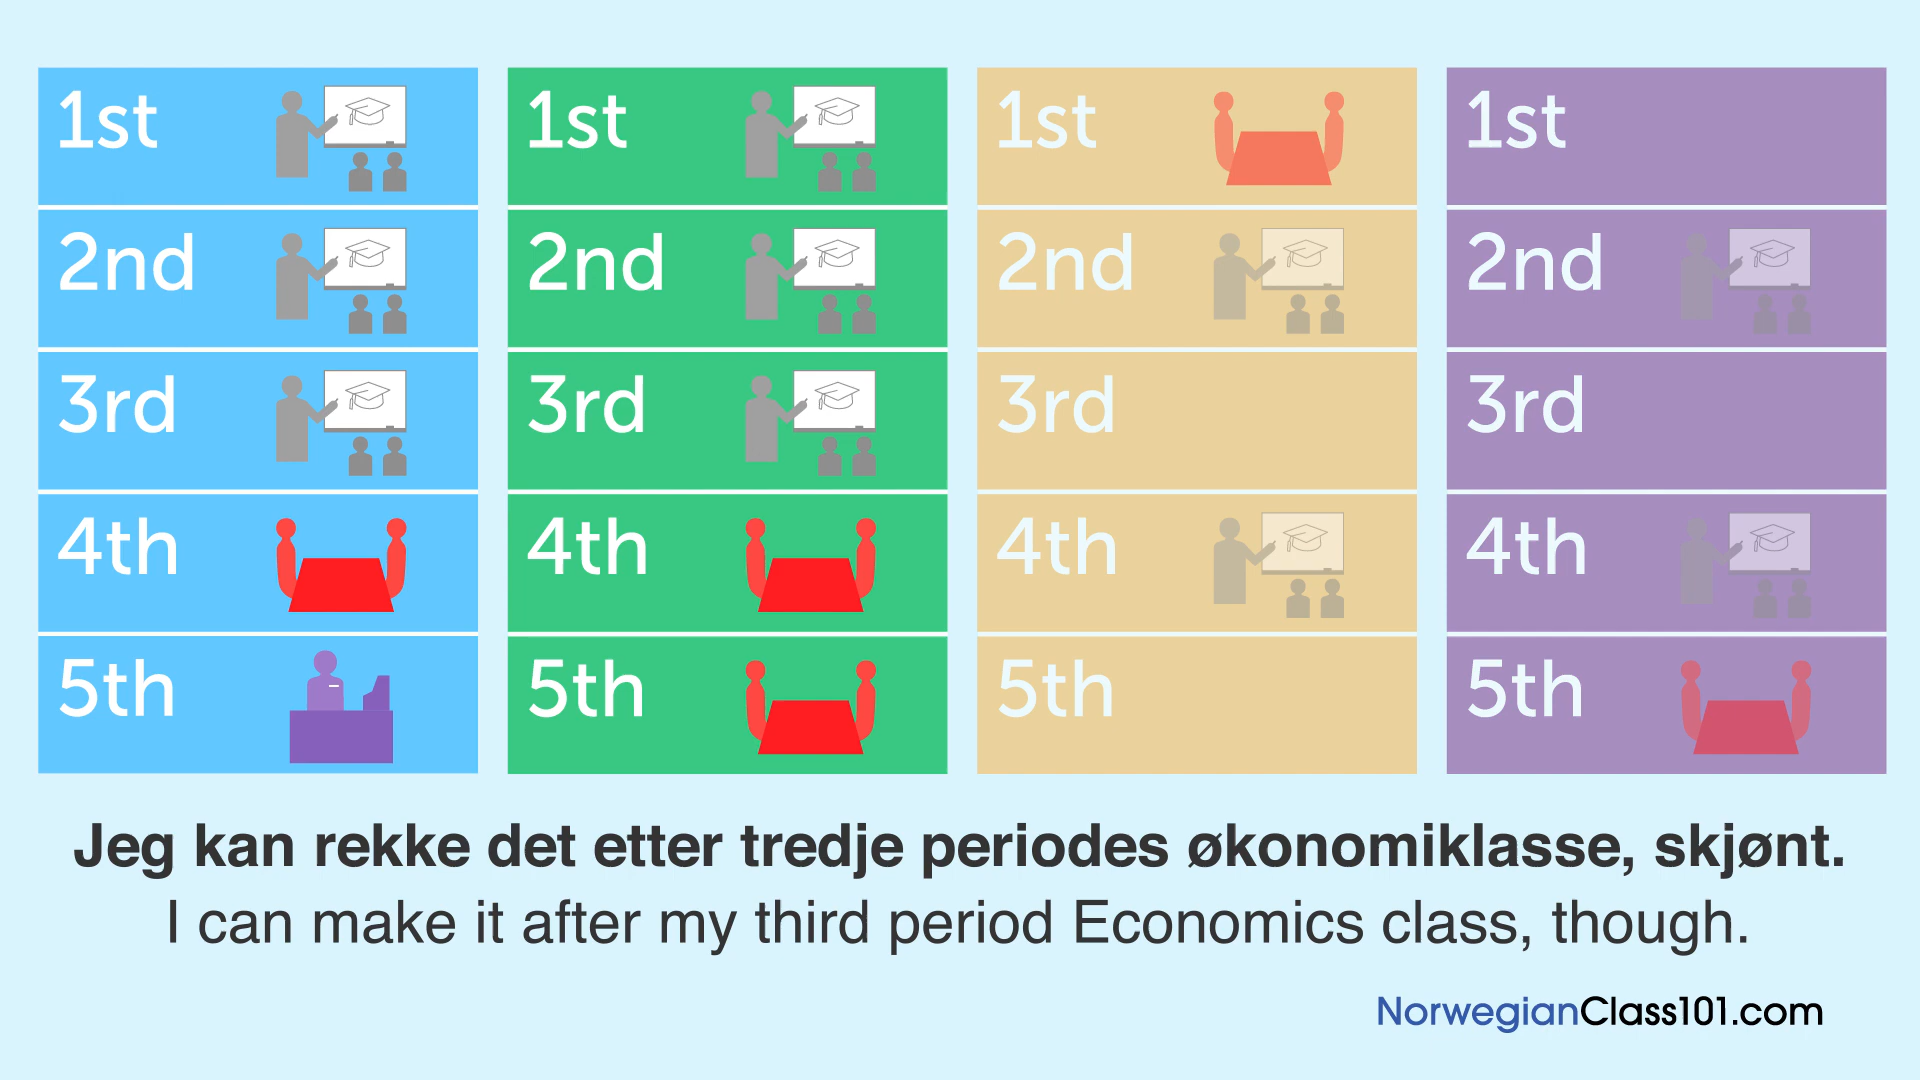 1st
2nd
3rd
4th
5th
1st
2nd
3rd
4th
5th
1st
2nd
3rd
4th
5th
1st
2nd
3rd
4th
5th
Jeg kan rekke det etter tredje periodes økonomiklasse, skjønt.
I can make it after my third period Economics class, though.
NorwegianClass101.com